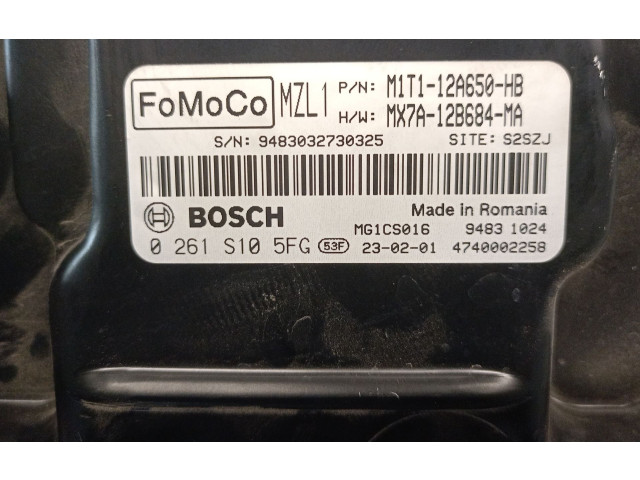 FoMoCo MZL1 P/N: M1T1-12A650-HB
H/W: MX7A-12B684-MA
S/N: 9483032730325 SITE: S2SZJ
BOSCH MG1CS016 Made in Romania
9483 1024
0 261 S10 5FG 53F 23-02-01 4740002258